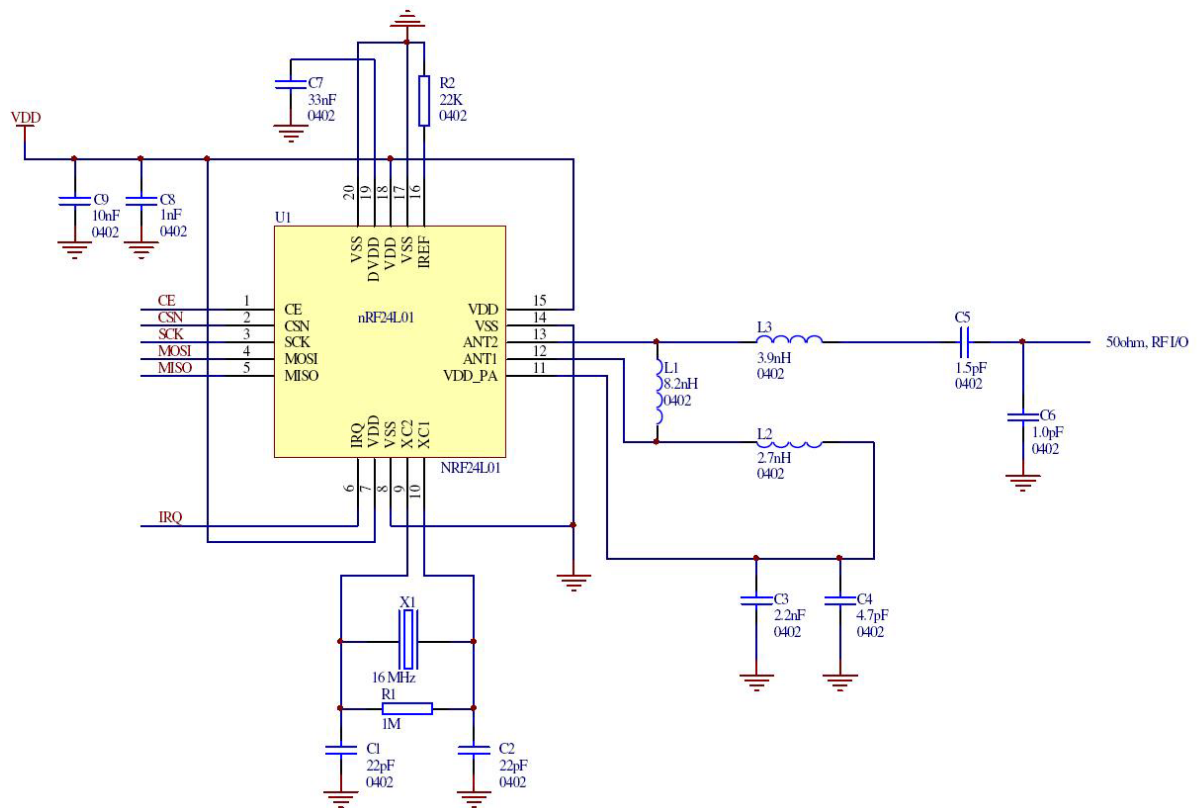 C7
33nF
0402
R2
22K
0402
VDD
C9
10nF
0402
C8
1nF
0402
20
19
18
17
16
U1
VSS
DVDD
VDD
VSS
IREF
nRF24L01
CE
1
CE
CSN
2
CSN
SCK
3
SCK
MOSI
4
MOSI
MISO
5
MISO
VDD
15
VSS
14
ANT2
13
ANT1
12
VDD_PA
11
IRQ
VDD
VSS
XC2
XC1
NRF24L01
6
7
8
9
10
IRQ
L3
3.9nH
0402
C5
1.5pF
0402
50ohm, RF I/O
L1
8.2nH
0402
C6
1.0pF
0402
L2
2.7nH
0402
C3
2.2nF
0402
C4
4.7pF
0402
X1
16 MHz
R1
1M
C1
22pF
0402
C2
22pF
0402